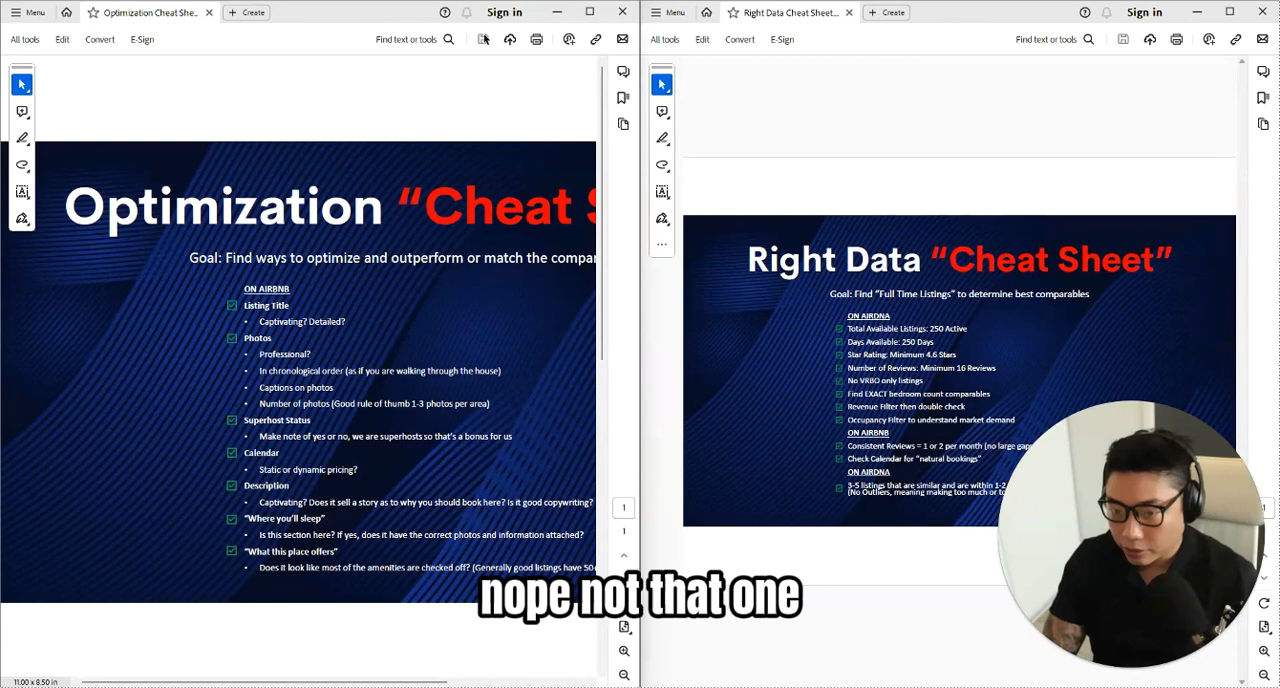 Menu
Optimization Cheat She...
Create
Sign in
All tools
Edit
Convert
E-Sign
Find text or tools
Optimization “Cheat S
Goal: Find ways to optimize and outperform or match the compar
ON AIRBNB
Listing Title
• Captivating? Detailed?
Photos
• Professional?
• In chronological order (as if you are walking through the house)
• Captions on photos
• Number of photos (Good rule of thumb 1-3 photos per area)
Superhost Status
• Make note of yes or no, we are superhosts so that's a bonus for us
Calendar
• Static or dynamic pricing?
Description
• Captivating? Does it sell a story as to why you should book here? Is it good copywriting?
“Where you’ll sleep”
• Is this section here? If yes, does it have the correct photos and information attached?
“What this place offers”
• Does it look like most of the amenities are checked off? (Generally good listings have 50
1
1
11.00 x 8.50 in
Menu
Right Data Cheat Sheet...
Create
Sign in
All tools
Edit
Convert
E-Sign
Find text or tools
Right Data “Cheat Sheet”
Goal: Find “Full Time Listings” to determine best comparables
ON AIRDNA
Total Available Listings: 250 Active
Days Available: 250 Days
Star Rating: Minimum 4.6 Stars
Number of Reviews: Minimum 16 Reviews
No VRBO only listings
Find EXACT bedroom count comparables
Revenue Filter then double check
Occupancy Filter to understand market demand
ON AIRBNB
Consistent Reviews = 1 or 2 per month (no large gaps
Check Calendar for “natural bookings”
ON AIRDNA
3-5 listings that are similar and are within 1-2
(No Outliers, meaning making too much or to
1
nope not that one